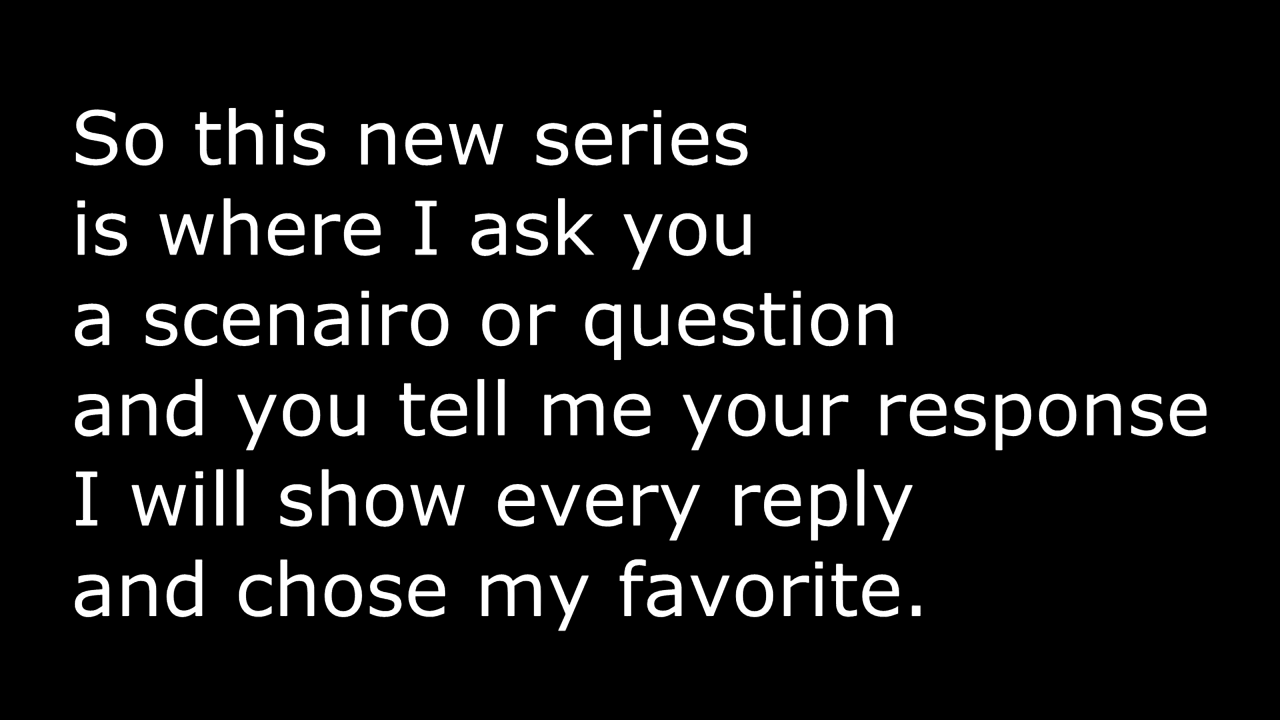 So this new series
is where I ask you
a scenairo or question
and you tell me your response
I will show every reply
and chose my favorite.